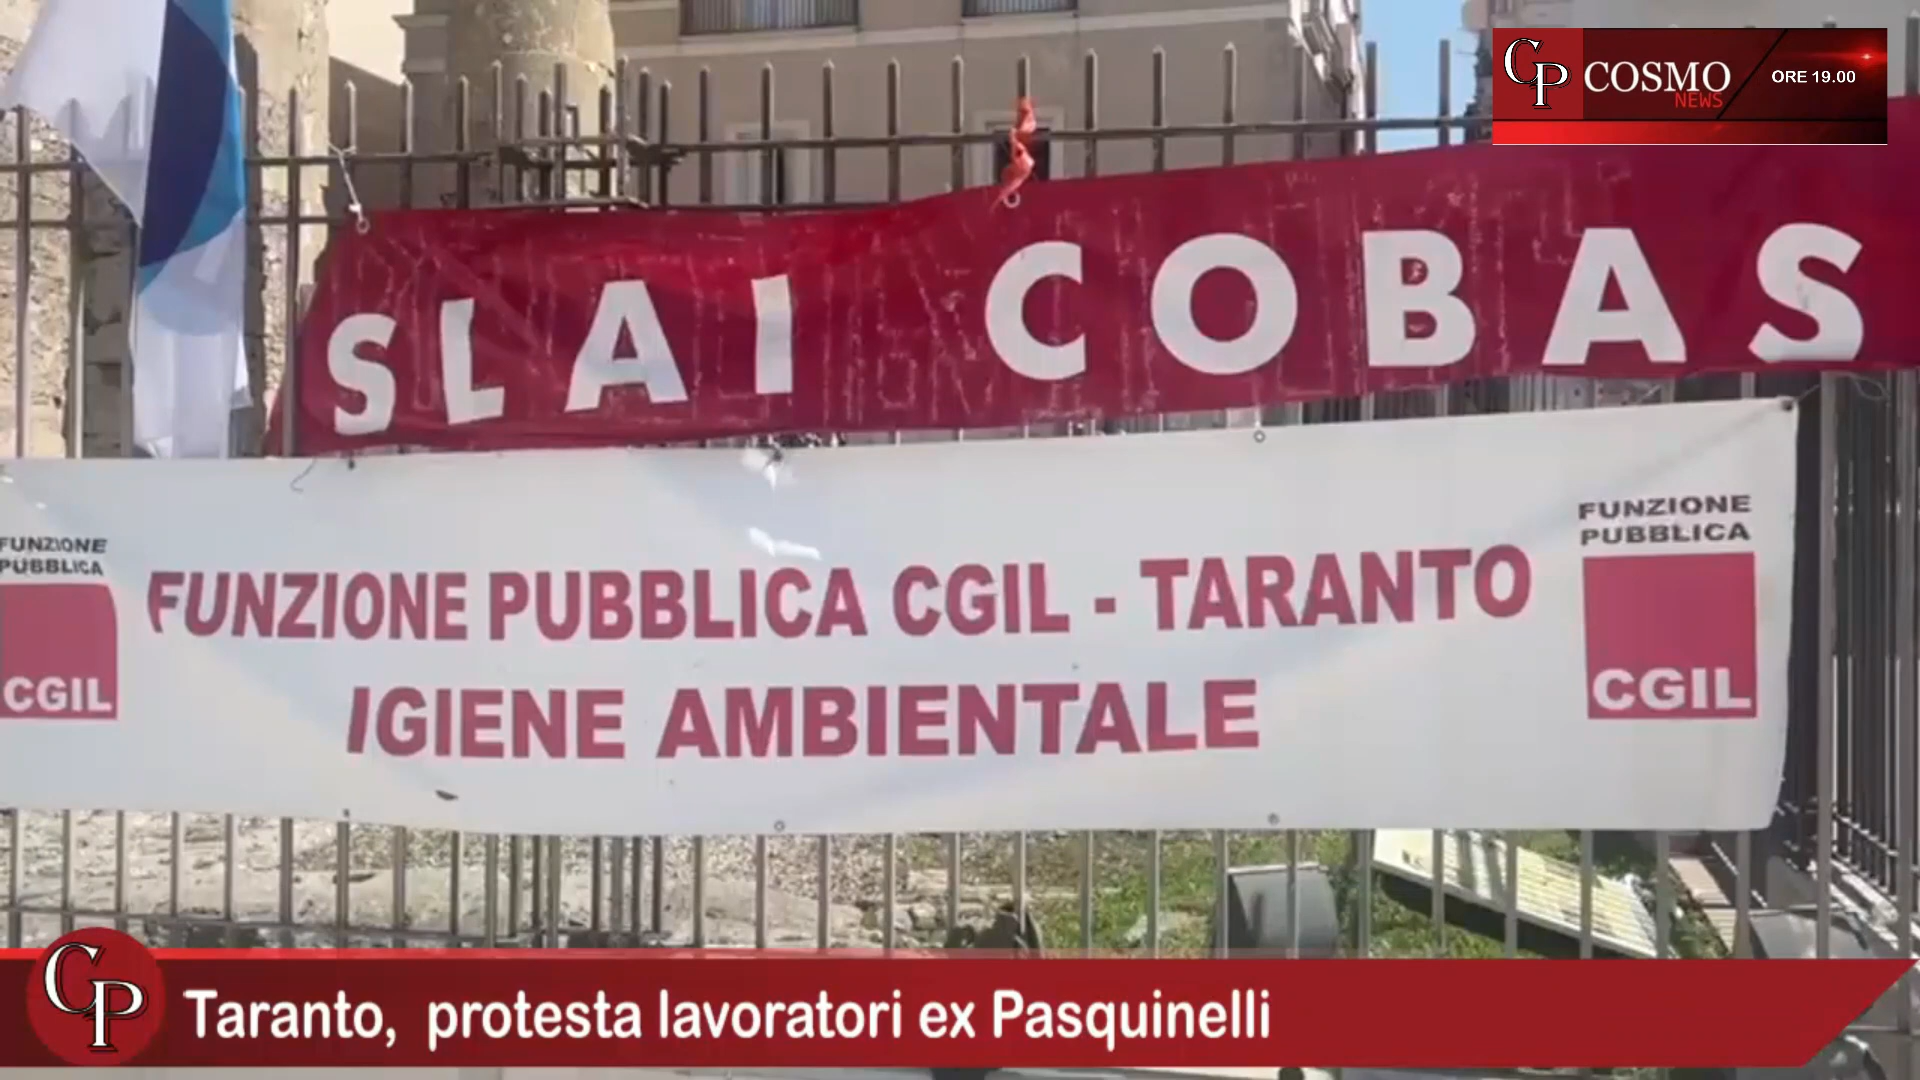 CP COSMO NEWS ORE 19.00
SLAI COBAS
FUNZIONE PUBBLICA
CGIL
FUNZIONE PUBBLICA CGIL - TARANTO
IGIENE AMBIENTALE
FUNZIONE
PUBBLICA
CGIL
CP Taranto, protesta lavoratori ex Pasquinelli